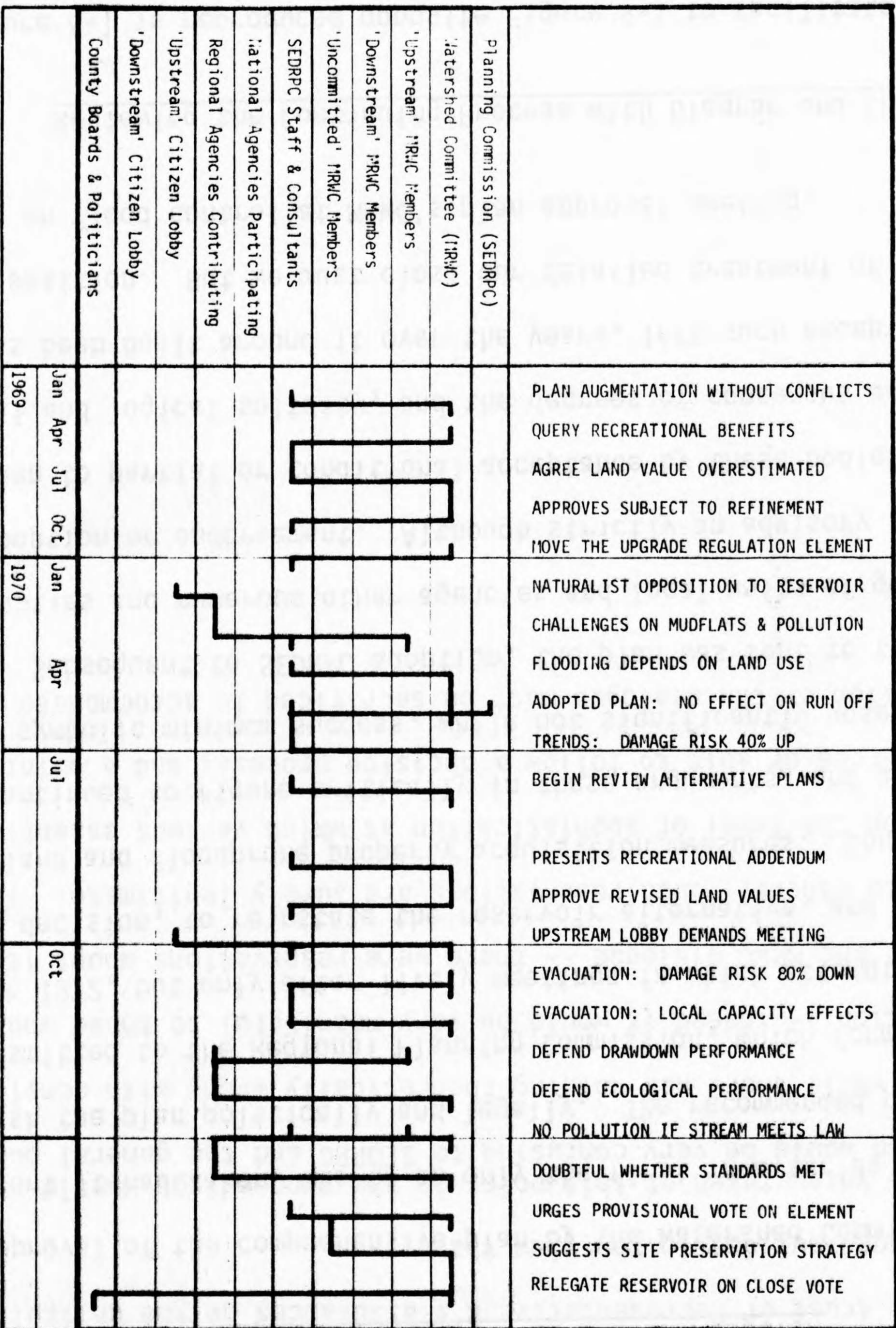 Planning Commission (SEDRPC)
Watershed Committee (MRWC)
'Upstream' MRWC Members
'Downstream' MRWC Members
'Uncommitted' MRWC Members
SEDRPC Staff & Consultants
National Agencies Participating
Regional Agencies Contributing
'Upstream' Citizen Lobby
'Downstream' Citizen Lobby
County Boards & Politicians
Jan Apr Jul Oct
1969
Jan Apr Jul Oct
1970
PLAN AUGMENTATION WITHOUT CONFLICTS
QUERY RECREATIONAL BENEFITS
AGREE LAND VALUE OVERESTIMATED
APPROVES SUBJECT TO REFINEMENT
MOVE THE UPGRADE REGULATION ELEMENT
NATURALIST OPPOSITION TO RESERVOIR
CHALLENGES ON MUDFLATS & POLLUTION
FLOODING DEPENDS ON LAND USE
ADOPTED PLAN: NO EFFECT ON RUN OFF
TRENDS: DAMAGE RISK 40% UP
BEGIN REVIEW ALTERNATIVE PLANS
PRESENTS RECREATIONAL ADDENDUM
APPROVE REVISED LAND VALUES
UPSTREAM LOBBY DEMANDS MEETING
EVACUATION: DAMAGE RISK 80% DOWN
EVACUATION: LOCAL CAPACITY EFFECTS
DEFEND DRAWDOWN PERFORMANCE
DEFEND ECOLOGICAL PERFORMANCE
NO POLLUTION IF STREAM MEETS LAW
DOUBTFUL WHETHER STANDARDS MET
URGES PROVISIONAL VOTE ON ELEMENT
SUGGESTS SITE PRESERVATION STRATEGY
RELEGATE RESERVOIR ON CLOSE VOTE